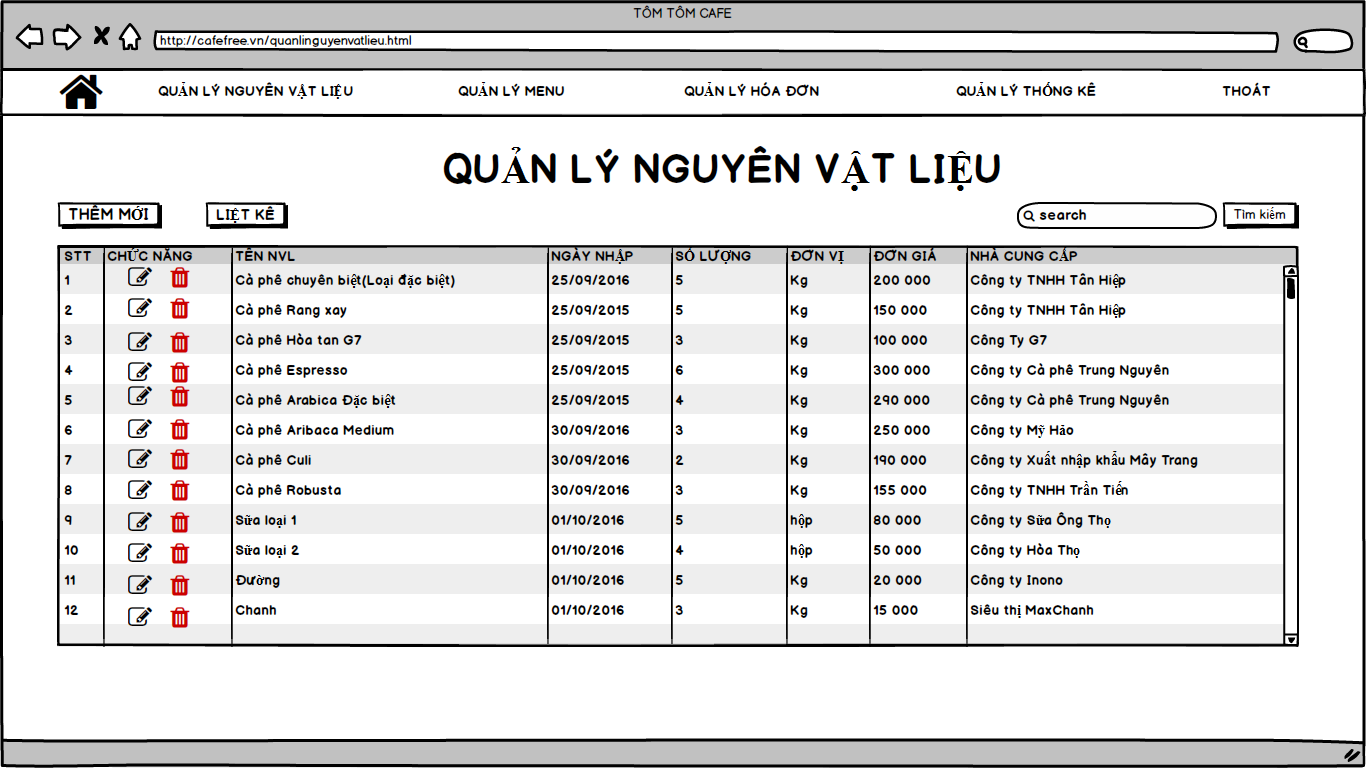 TÔM TÔM CAFE
http://cafefree.vn/quanlinguyenvatlieu.html
QUẢN LÝ NGUYÊN VẬT LIỆU QUẢN LÝ MENU QUẢN LÝ HÓA ĐƠN QUẢN LÝ THỐNG KÊ THOÁT
QUẢN LÝ NGUYÊN VẬT LIỆU
THÊM MỚI LIỆT KÊ search Tìm kiếm
STT CHỨC NĂNG TÊN NVL NGÀY NHẬP SỐ LƯỢNG ĐƠN VỊ ĐƠN GIÁ NHÀ CUNG CẤP
1 Cà phê chuyên biệt(Loại đặc biệt) 25/09/2016 5 Kg 200 000 Công ty TNHH Tân Hiệp
2 Cà phê Rang xay 25/09/2015 5 Kg 150 000 Công ty TNHH Tân Hiệp
3 Cà phê Hòa tan G7 25/09/2015 3 Kg 100 000 Công Ty G7
4 Cà phê Espresso 25/09/2015 6 Kg 300 000 Công ty Cà phê Trung Nguyên
5 Cà phê Arabica Đặc biệt 25/09/2015 4 Kg 290 000 Công ty Cà phê Trung Nguyên
6 Cà phê Aribaca Medium 30/09/2016 3 Kg 250 000 Công ty Mỹ Hảo
7 Cà phê Culi 30/09/2016 2 Kg 190 000 Công ty Xuất nhập khẩu Mây Trang
8 Cà phê Robusta 30/09/2016 3 Kg 155 000 Công ty TNHH Trần Tiến
9 Sữa loại 1 01/10/2016 5 hộp 80 000 Công ty Sữa Ông Thọ
10 Sữa loại 2 01/10/2016 4 hộp 50 000 Công ty Hòa Thọ
11 Đường 01/10/2016 5 Kg 20 000 Công ty Inono
12 Chanh 01/10/2016 3 Kg 15 000 Siêu thị MaxChanh